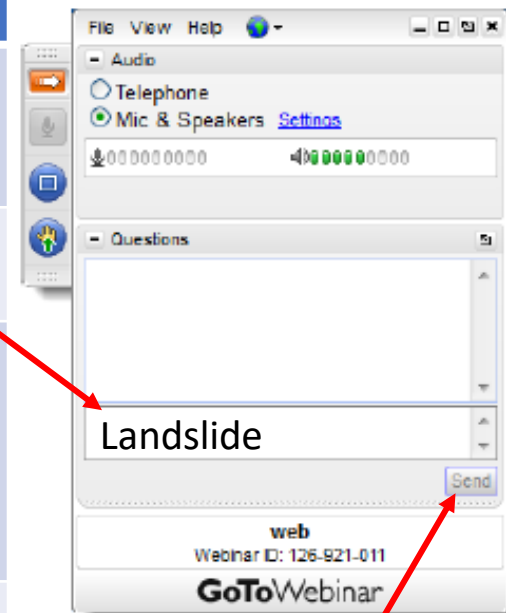 File View Help
- Audio
Telephone
Mic & Speakers Settings
- Questions
Landslide
Send
web
Webinar ID: 126-921-011
GoToWebinar